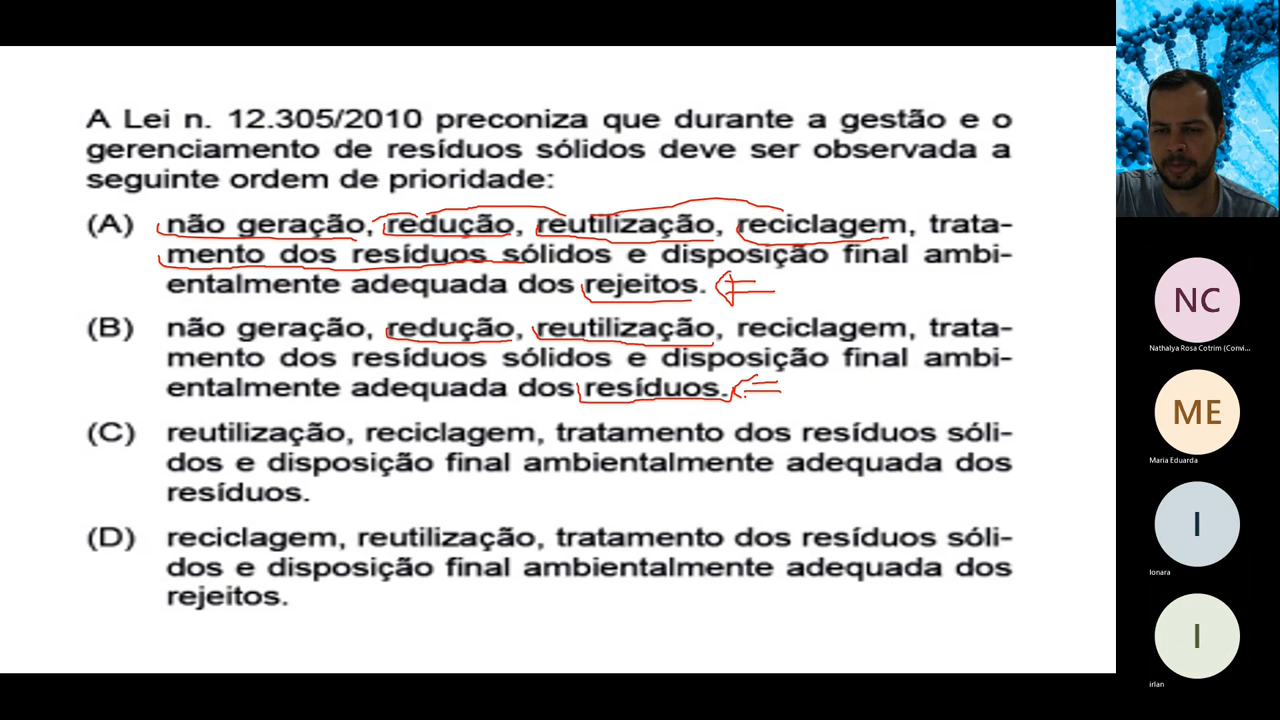 A Lei n. 12.305/2010 preconiza que durante a gestão e o
gerenciamento de resíduos sólidos deve ser observada a
seguinte ordem de prioridade:
(A) não geração, redução, reutilização, reciclagem, trata-
mento dos resíduos sólidos e disposição final ambi-
entalmente adequada dos rejeitos.
(B) não geração, redução, reutilização, reciclagem, trata-
mento dos resíduos sólidos e disposição final ambi-
entalmente adequada dos resíduos.
(C) reutilização, reciclagem, tratamento dos resíduos sóli-
dos e disposição final ambientalmente adequada dos
resíduos.
(D) reciclagem, reutilização, tratamento dos resíduos sóli-
dos e disposição final ambientalmente adequada dos
rejeitos.
NC
Nathalya Rosa Cotrim (Convi...
ME
Maria Eduarda
I
Ionara
I
irlan